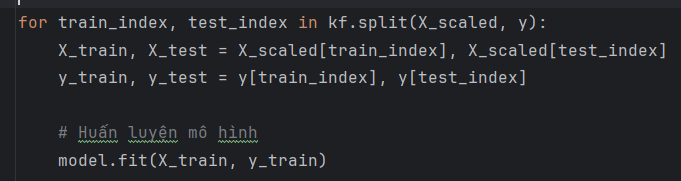 for train_index, test_index in kf.split(X_scaled, y):
X_train, X_test = X_scaled[train_index], X_scaled[test_index]
y_train, y_test = y[train_index], y[test_index]
# Huấn luyện mô hình
model.fit(X_train, y_train)